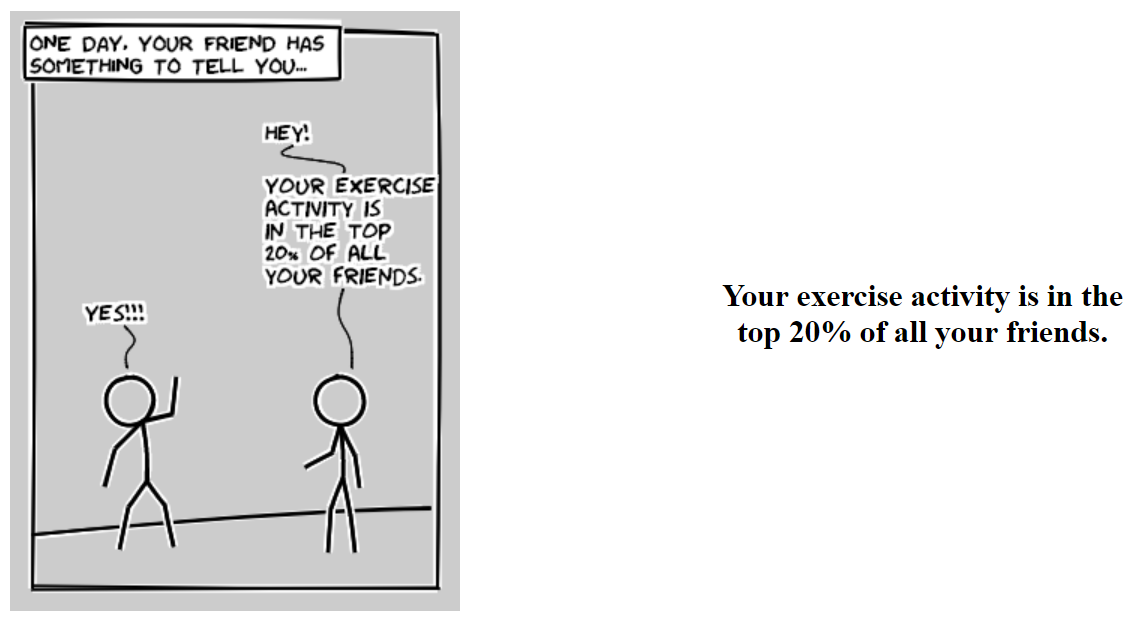 ONE DAY, YOUR FRIEND HAS
SOMETHING TO TELL YOU...
HEY!
YOUR EXERCISE
ACTIVITY IS
IN THE TOP
20% OF ALL
YOUR FRIENDS.
YES!!!
Your exercise activity is in the
top 20% of all your friends.